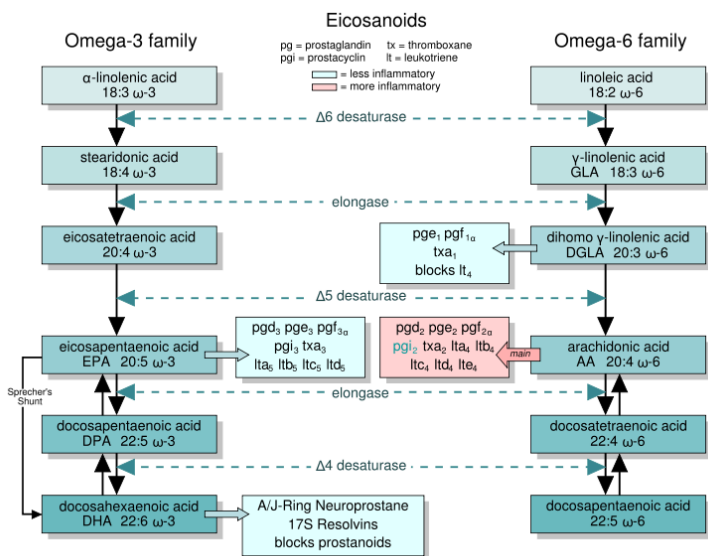 Eicosanoids
Omega-3 family
Omega-6 family
pg = prostaglandin tx = thromboxane
pgi = prostacyclin lt = leukotriene
= less inflammatory
= more inflammatory
α-linolenic acid
18:3 ω-3
linoleic acid
18:2 ω-6
Δ6 desaturase
stearidonic acid
18:4 ω-3
γ-linolenic acid
GLA 18:3 ω-6
elongase
eicosatetraenoic acid
20:4 ω-3
pge₁ pgf₁α
txa₁
blocks lt₄
dihomo γ-linolenic acid
DGLA 20:3 ω-6
Δ5 desaturase
eicosapentaenoic acid
EPA 20:5 ω-3
pgd₃ pge₃ pgf₃α
pgi₃ txa₃
lta₅ ltb₅ ltc₅ ltd₅
pgd₂ pge₂ pgf₂α
pgi₂ txa₂ lta₄ ltb₄
ltc₄ ltd₄ lte₄
main
arachidonic acid
AA 20:4 ω-6
Sprecher's
Shunt
elongase
docosapentaenoic acid
DPA 22:5 ω-3
docosatetraenoic acid
22:4 ω-6
Δ4 desaturase
docosahexaenoic acid
DHA 22:6 ω-3
A/J-Ring Neuroprostane
17S Resolvins
blocks prostanoids
docosapentaenoic acid
22:5 ω-6